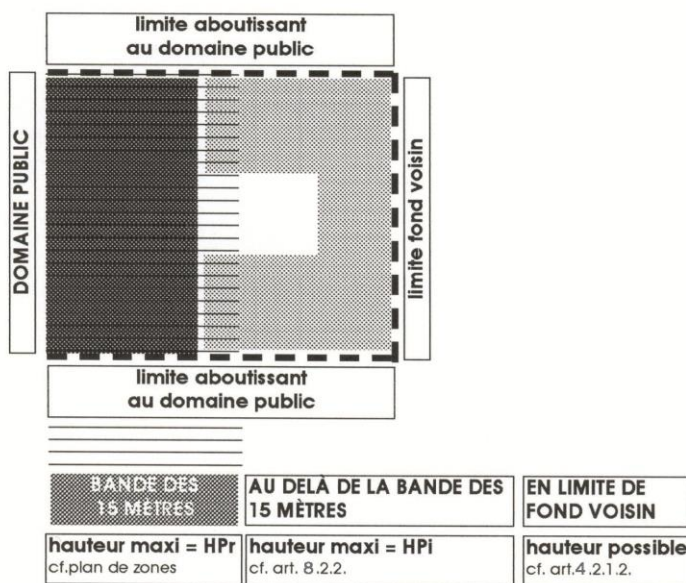 limite aboutissant
au domaine public
DOMAINE PUBLIC
limite fond voisin
limite aboutissant
au domaine public
BANDE DES
15 MÈTRES
AU DELÀ DE LA BANDE DES
15 MÈTRES
EN LIMITE DE
FOND VOISIN
hauteur maxi = HPr
cf.plan de zones
hauteur maxi = HPi
cf. art. 8.2.2.
hauteur possible
cf. art.4.2.1.2.